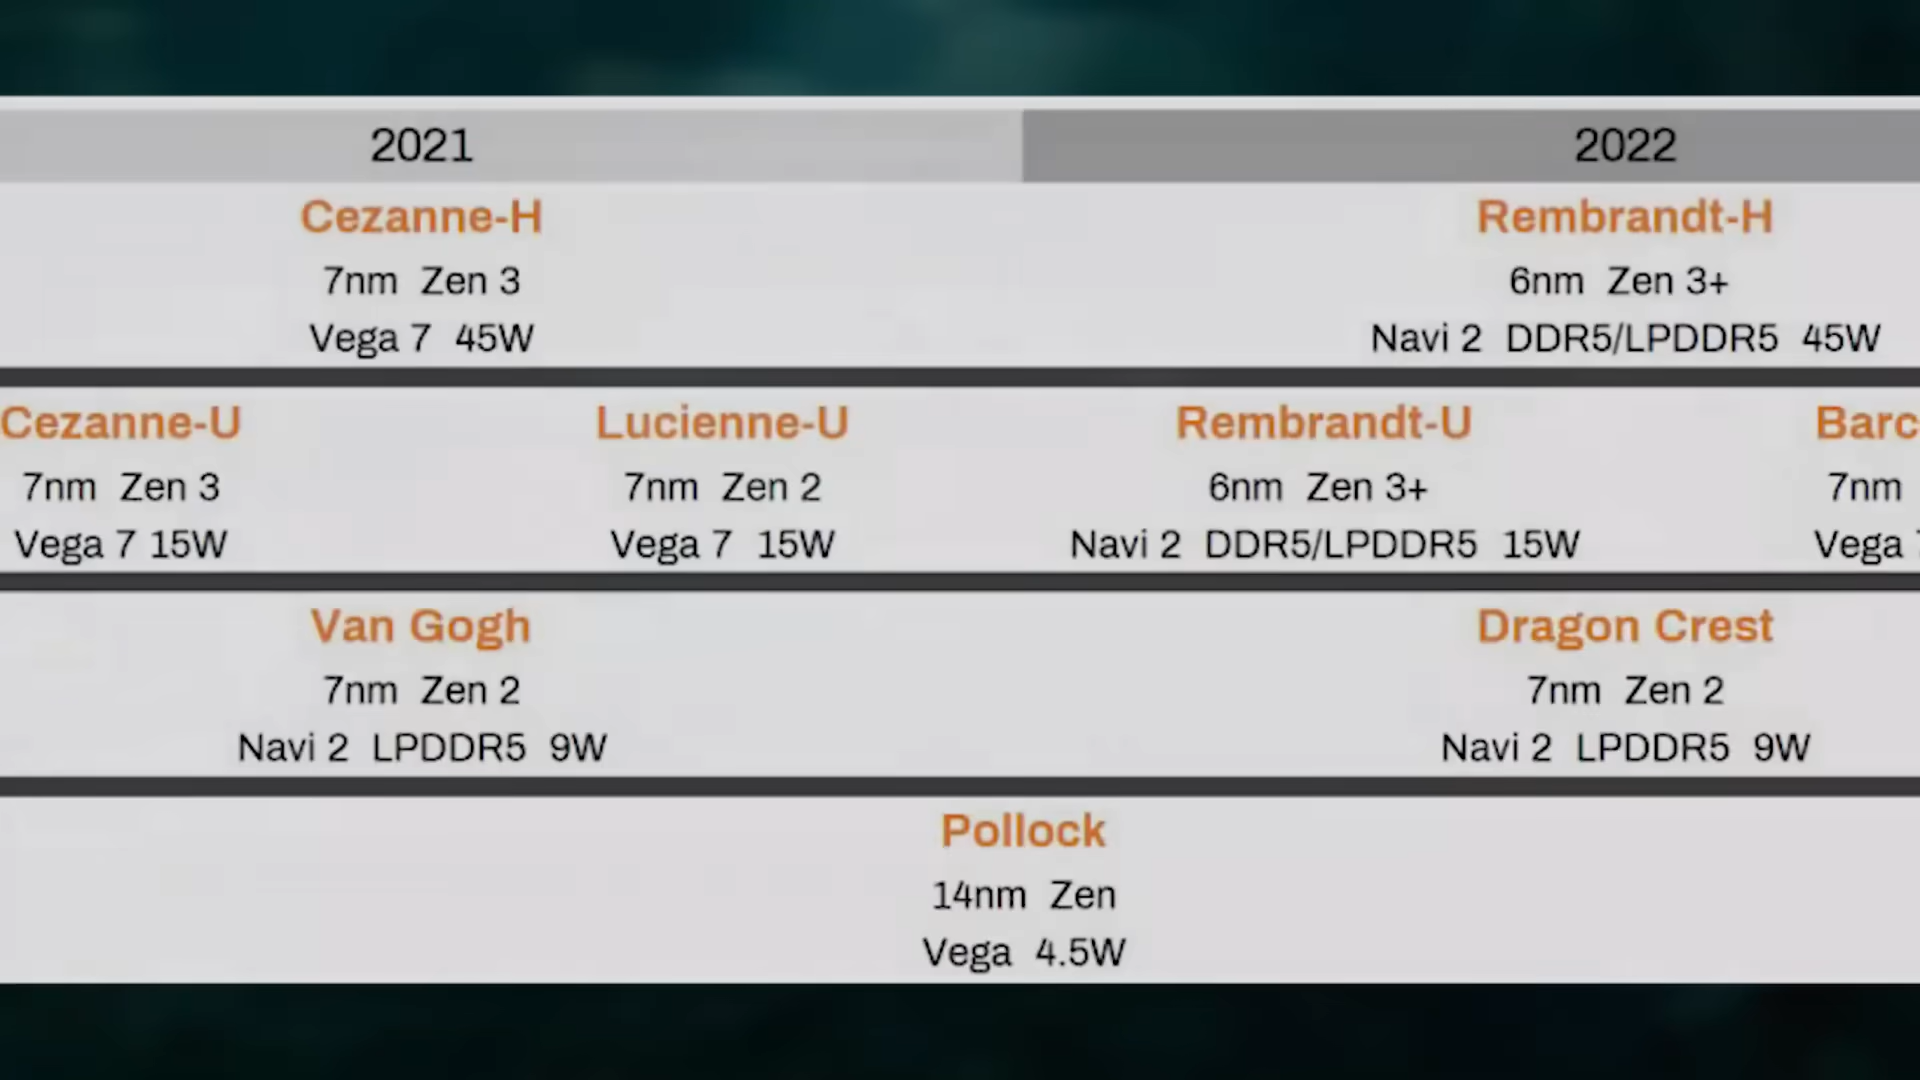 2021 2022
Cezanne-H Rembrandt-H
7nm Zen 3 6nm Zen 3+
Vega 7 45W Navi 2 DDR5/LPDDR5 45W
Cezanne-U Lucienne-U Rembrandt-U Barc
7nm Zen 3 7nm Zen 2 6nm Zen 3+ 7nm
Vega 7 15W Vega 7 15W Navi 2 DDR5/LPDDR5 15W Vega
Van Gogh Dragon Crest
7nm Zen 2 7nm Zen 2
Navi 2 LPDDR5 9W Navi 2 LPDDR5 9W
Pollock
14nm Zen
Vega 4.5W